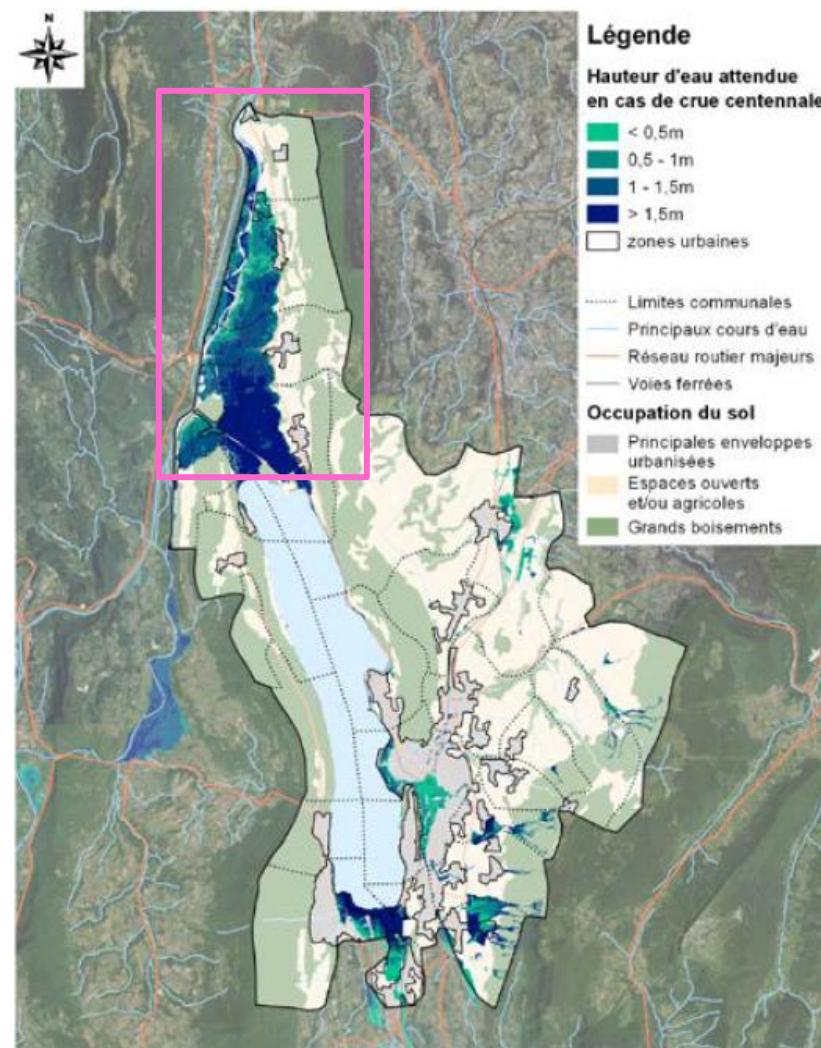 N
Légende
Hauteur d'eau attendue
en cas de crue centennale
< 0,5m
0,5 - 1m
1 - 1,5m
> 1,5m
zones urbaines
Limites communales
Principaux cours d'eau
Réseau routier majeurs
Voies ferrées
Occupation du sol
Principales enveloppes
urbanisées
Espaces ouverts
et/ou agricoles
Grands boisements